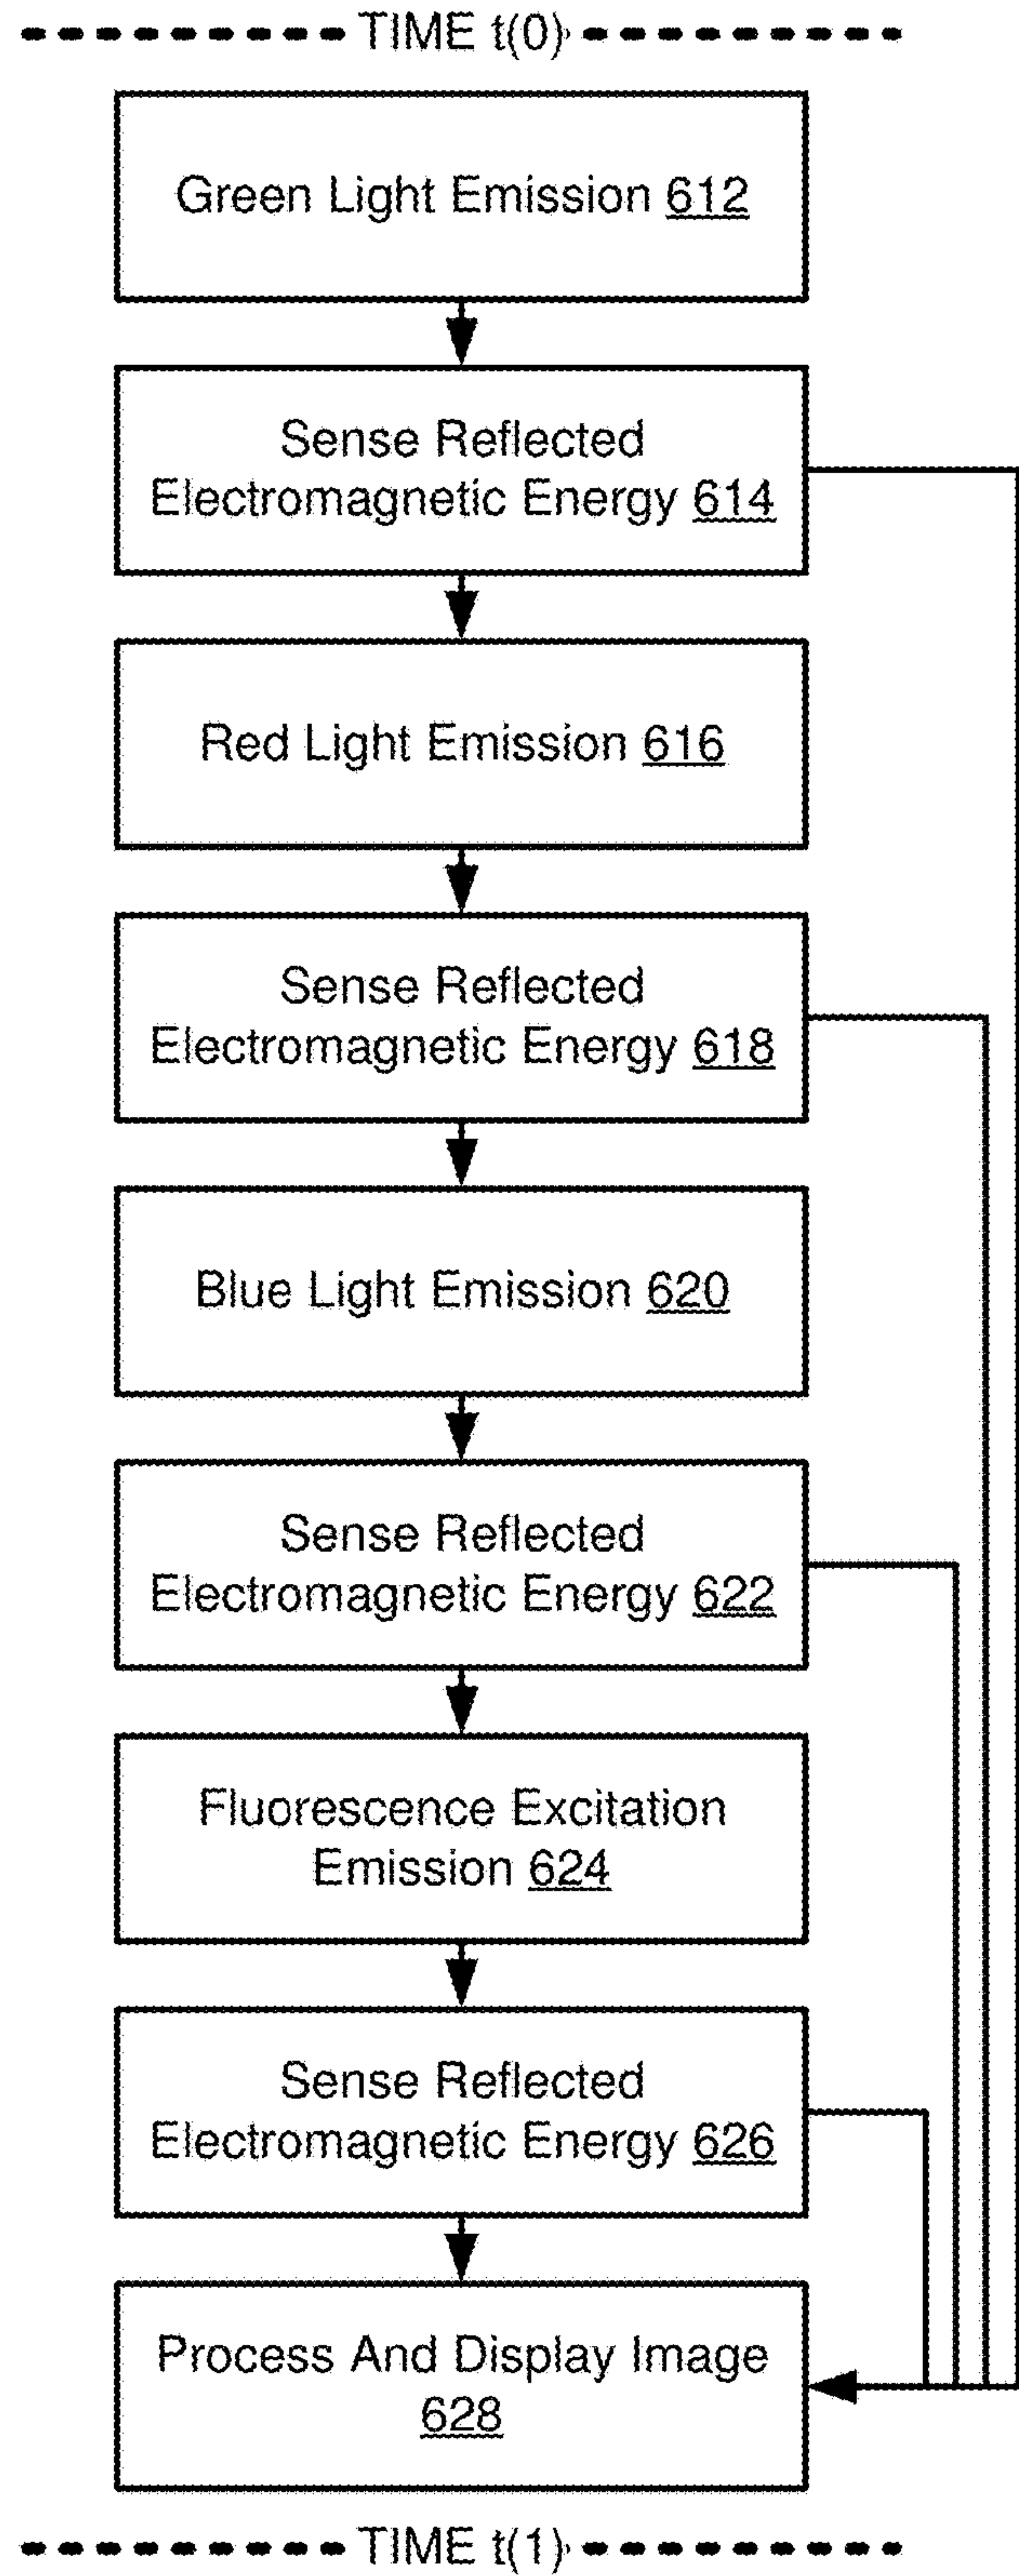 TIME t(0)
Green Light Emission 612
Sense Reflected
Electromagnetic Energy 614
Red Light Emission 616
Sense Reflected
Electromagnetic Energy 618
Blue Light Emission 620
Sense Reflected
Electromagnetic Energy 622
Fluorescence Excitation
Emission 624
Sense Reflected
Electromagnetic Energy 626
Process And Display Image
628
TIME t(1)